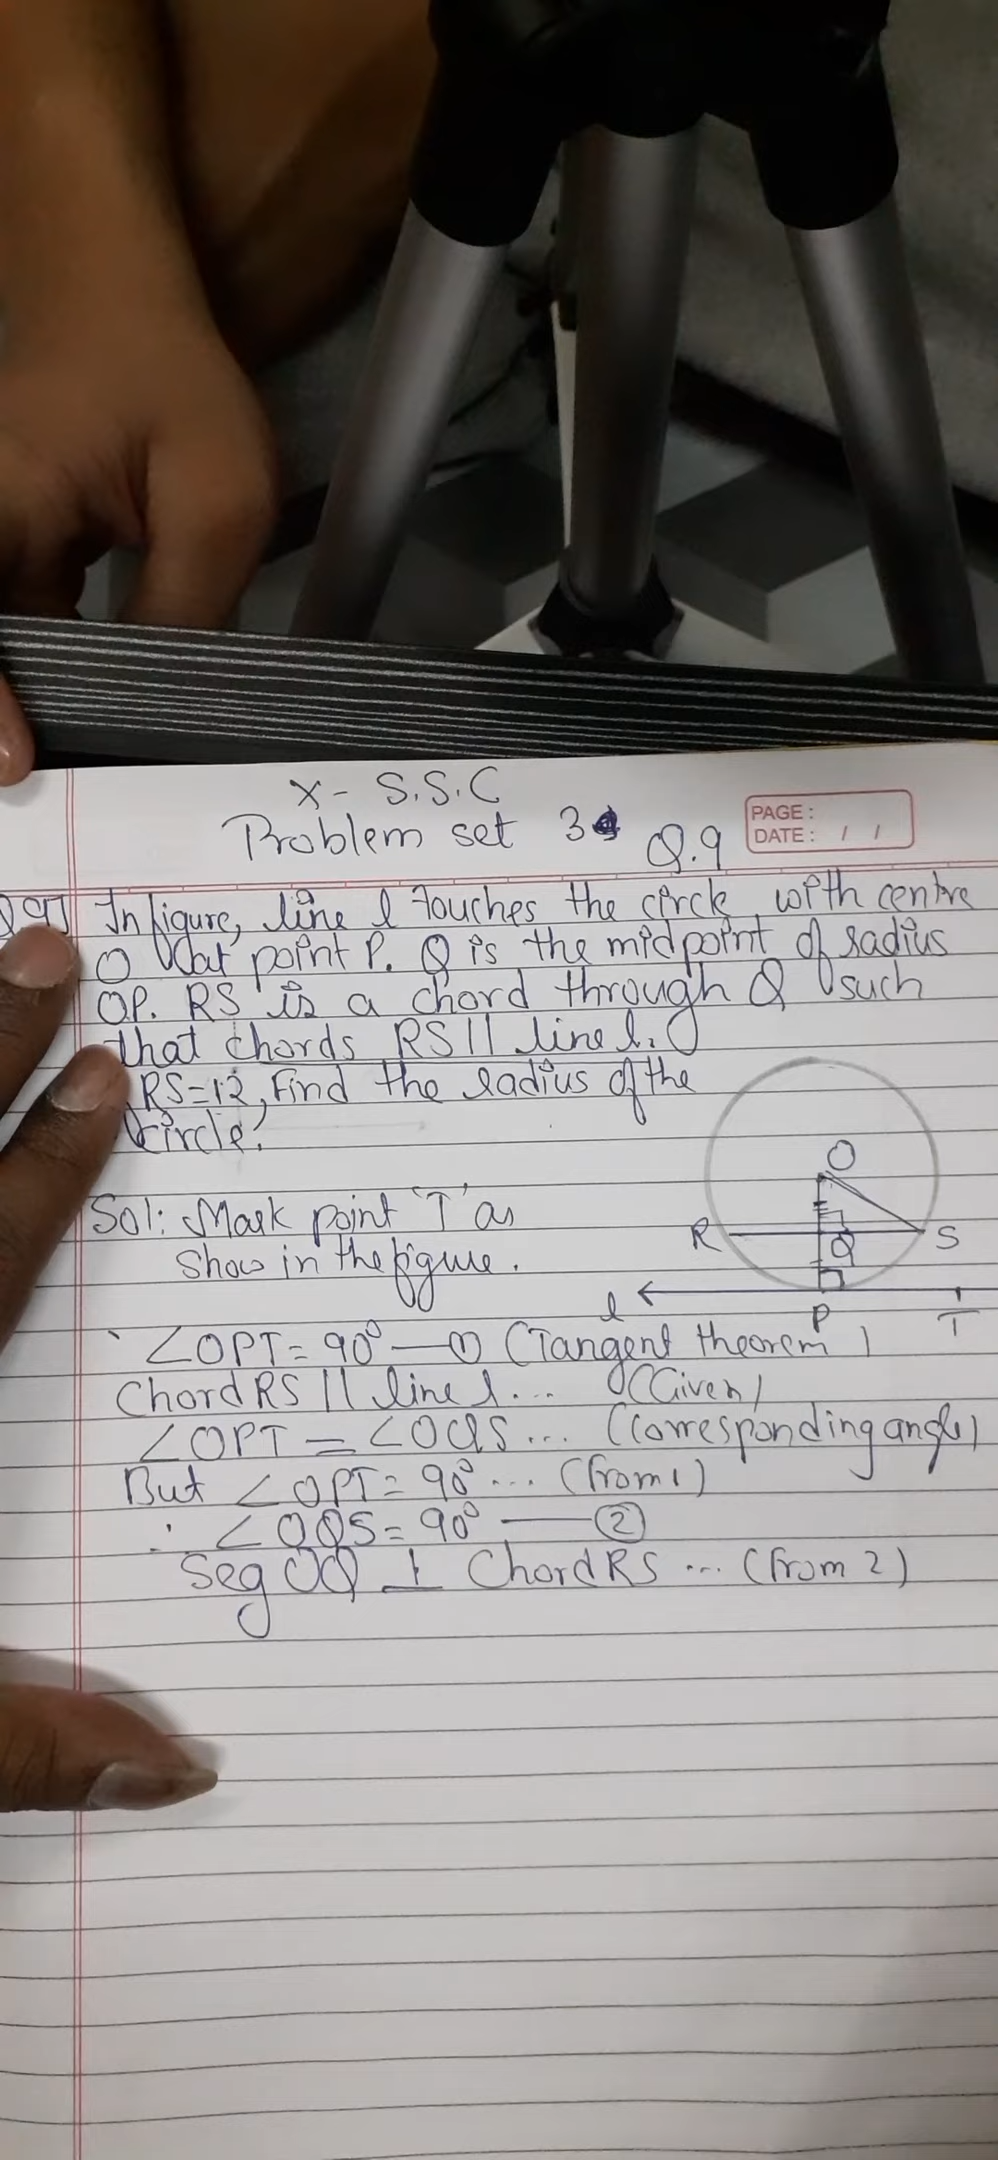 X- S.S.C
Problem set 3 Q.9
PAGE:
DATE: / /
Q9] In figure, line l touches the circle with centre
O at point P. Q is the midpoint of radius
OP. RS is a chord through Q such
that chords RS || line l.
RS=12, Find the radius of the
circle.
Sol: Mark point 'T' as
show in the figure.
O
R Q S
l P T
∠OPT = 90° — ① (Tangent theorem)
Chord RS || line l ... (Given)
∠OPT = ∠OQS ... (Corresponding angle)
But ∠OPT = 90° ... (from 1)
∴ ∠OQS = 90° — ②
Seg OQ ⊥ Chord RS ... (from 2)